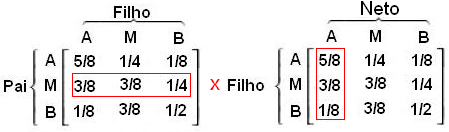 Filho Neto
A M B A M B
A 5/8 1/4 1/8 A 5/8 1/4 1/8
Pai M 3/8 3/8 1/4 X Filho M 3/8 3/8 1/4
B 1/8 3/8 1/2 B 1/8 3/8 1/2